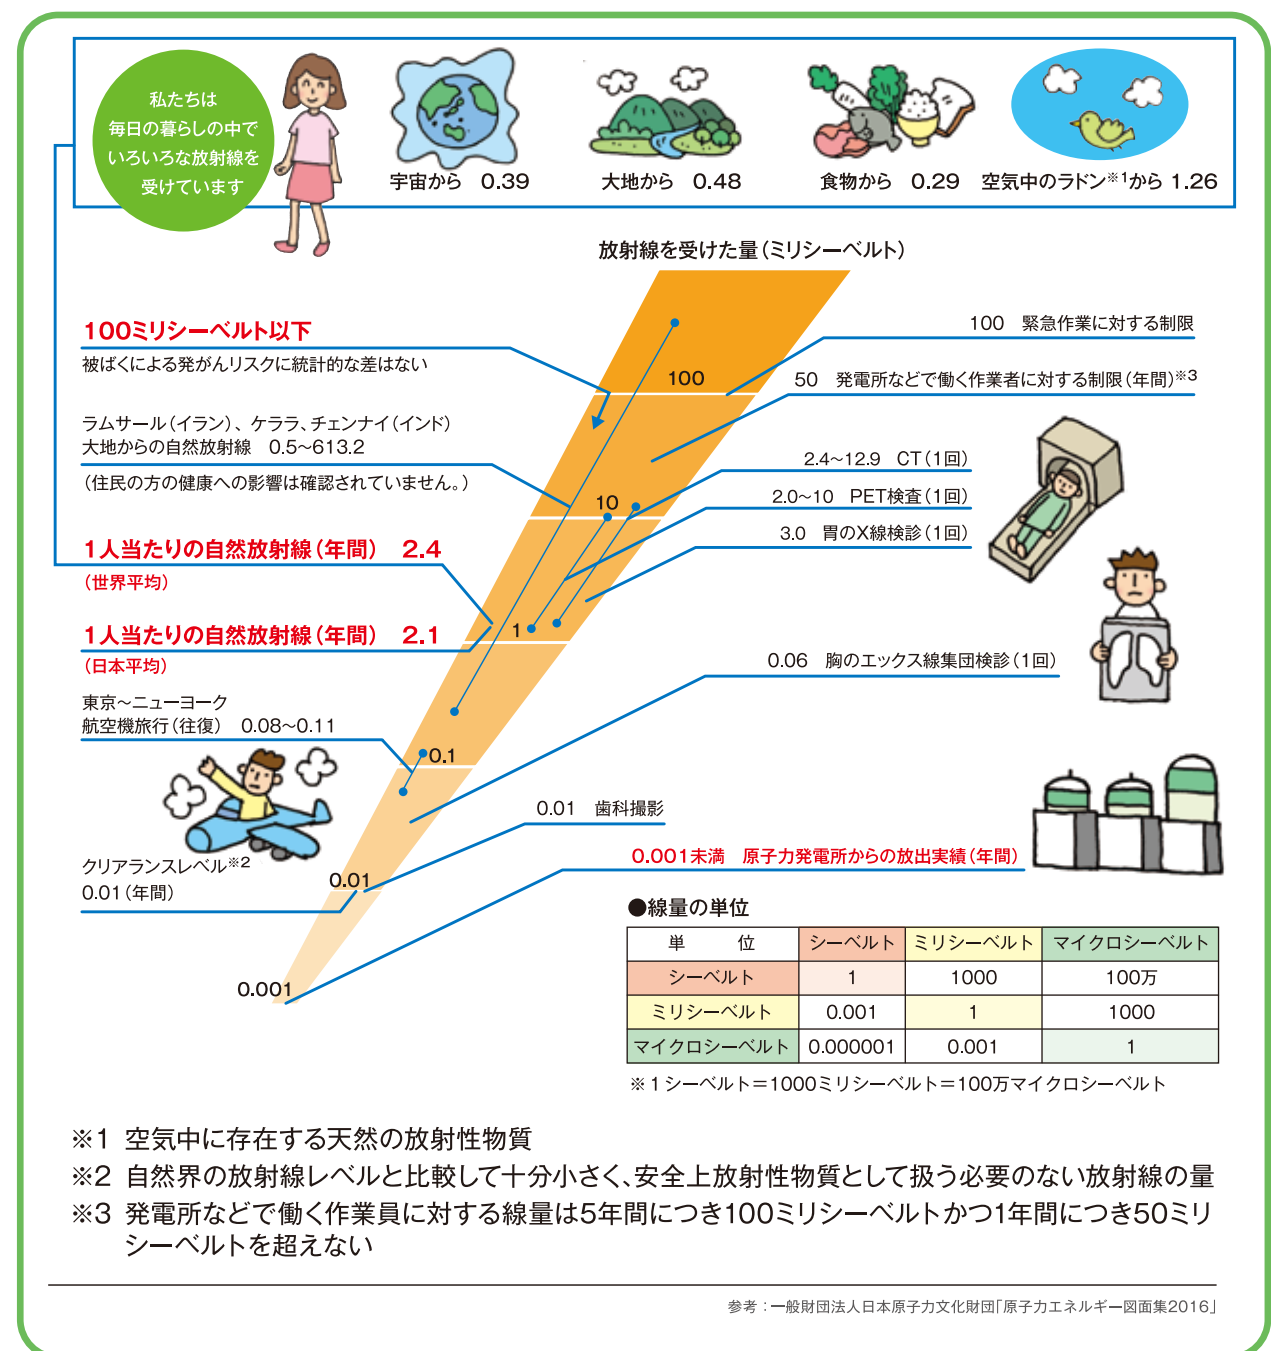 私たちは
毎日の暮らしの中で
いろいろな放射線を
受けています
宇宙から 0.39
大地から 0.48
食物から 0.29
空気中のラドン※1から 1.26
放射線を受けた量(ミリシーベルト)
100ミリシーベルト以下
被ばくによる発がんリスクに統計的な差はない
ラムサール(イラン)、ケララ、チェンナイ(インド)
大地からの自然放射線 0.5〜613.2
(住民の方の健康への影響は確認されていません。)
1人当たりの自然放射線(年間) 2.4
(世界平均)
1人当たりの自然放射線(年間) 2.1
(日本平均)
東京〜ニューヨーク
航空機旅行(往復) 0.08〜0.11
クリアランスレベル※2
0.01(年間)
100
10
1
0.1
0.01
0.001
100 緊急作業に対する制限
50 発電所などで働く作業者に対する制限(年間)※3
2.4〜12.9 CT(1回)
2.0〜10 PET検査(1回)
3.0 胃のX線検診(1回)
0.06 胸のエックス線集団検診(1回)
0.01 歯科撮影
0.001未満 原子力発電所からの放出実績(年間)
●線量の単位
単 位 シーベルト ミリシーベルト マイクロシーベルト
シーベルト 1 1000 100万
ミリシーベルト 0.001 1 1000
マイクロシーベルト 0.000001 0.001 1
※1シーベルト=1000ミリシーベルト=100万マイクロシーベルト
※1 空気中に存在する天然の放射性物質
※2 自然界の放射線レベルと比較して十分小さく、安全上放射性物質として扱う必要のない放射線の量
※3 発電所などで働く作業員に対する線量は5年間につき100ミリシーベルトかつ1年間につき50ミリ
シーベルトを超えない
参考:一般財団法人日本原子力文化財団「原子力エネルギー図面集2016」